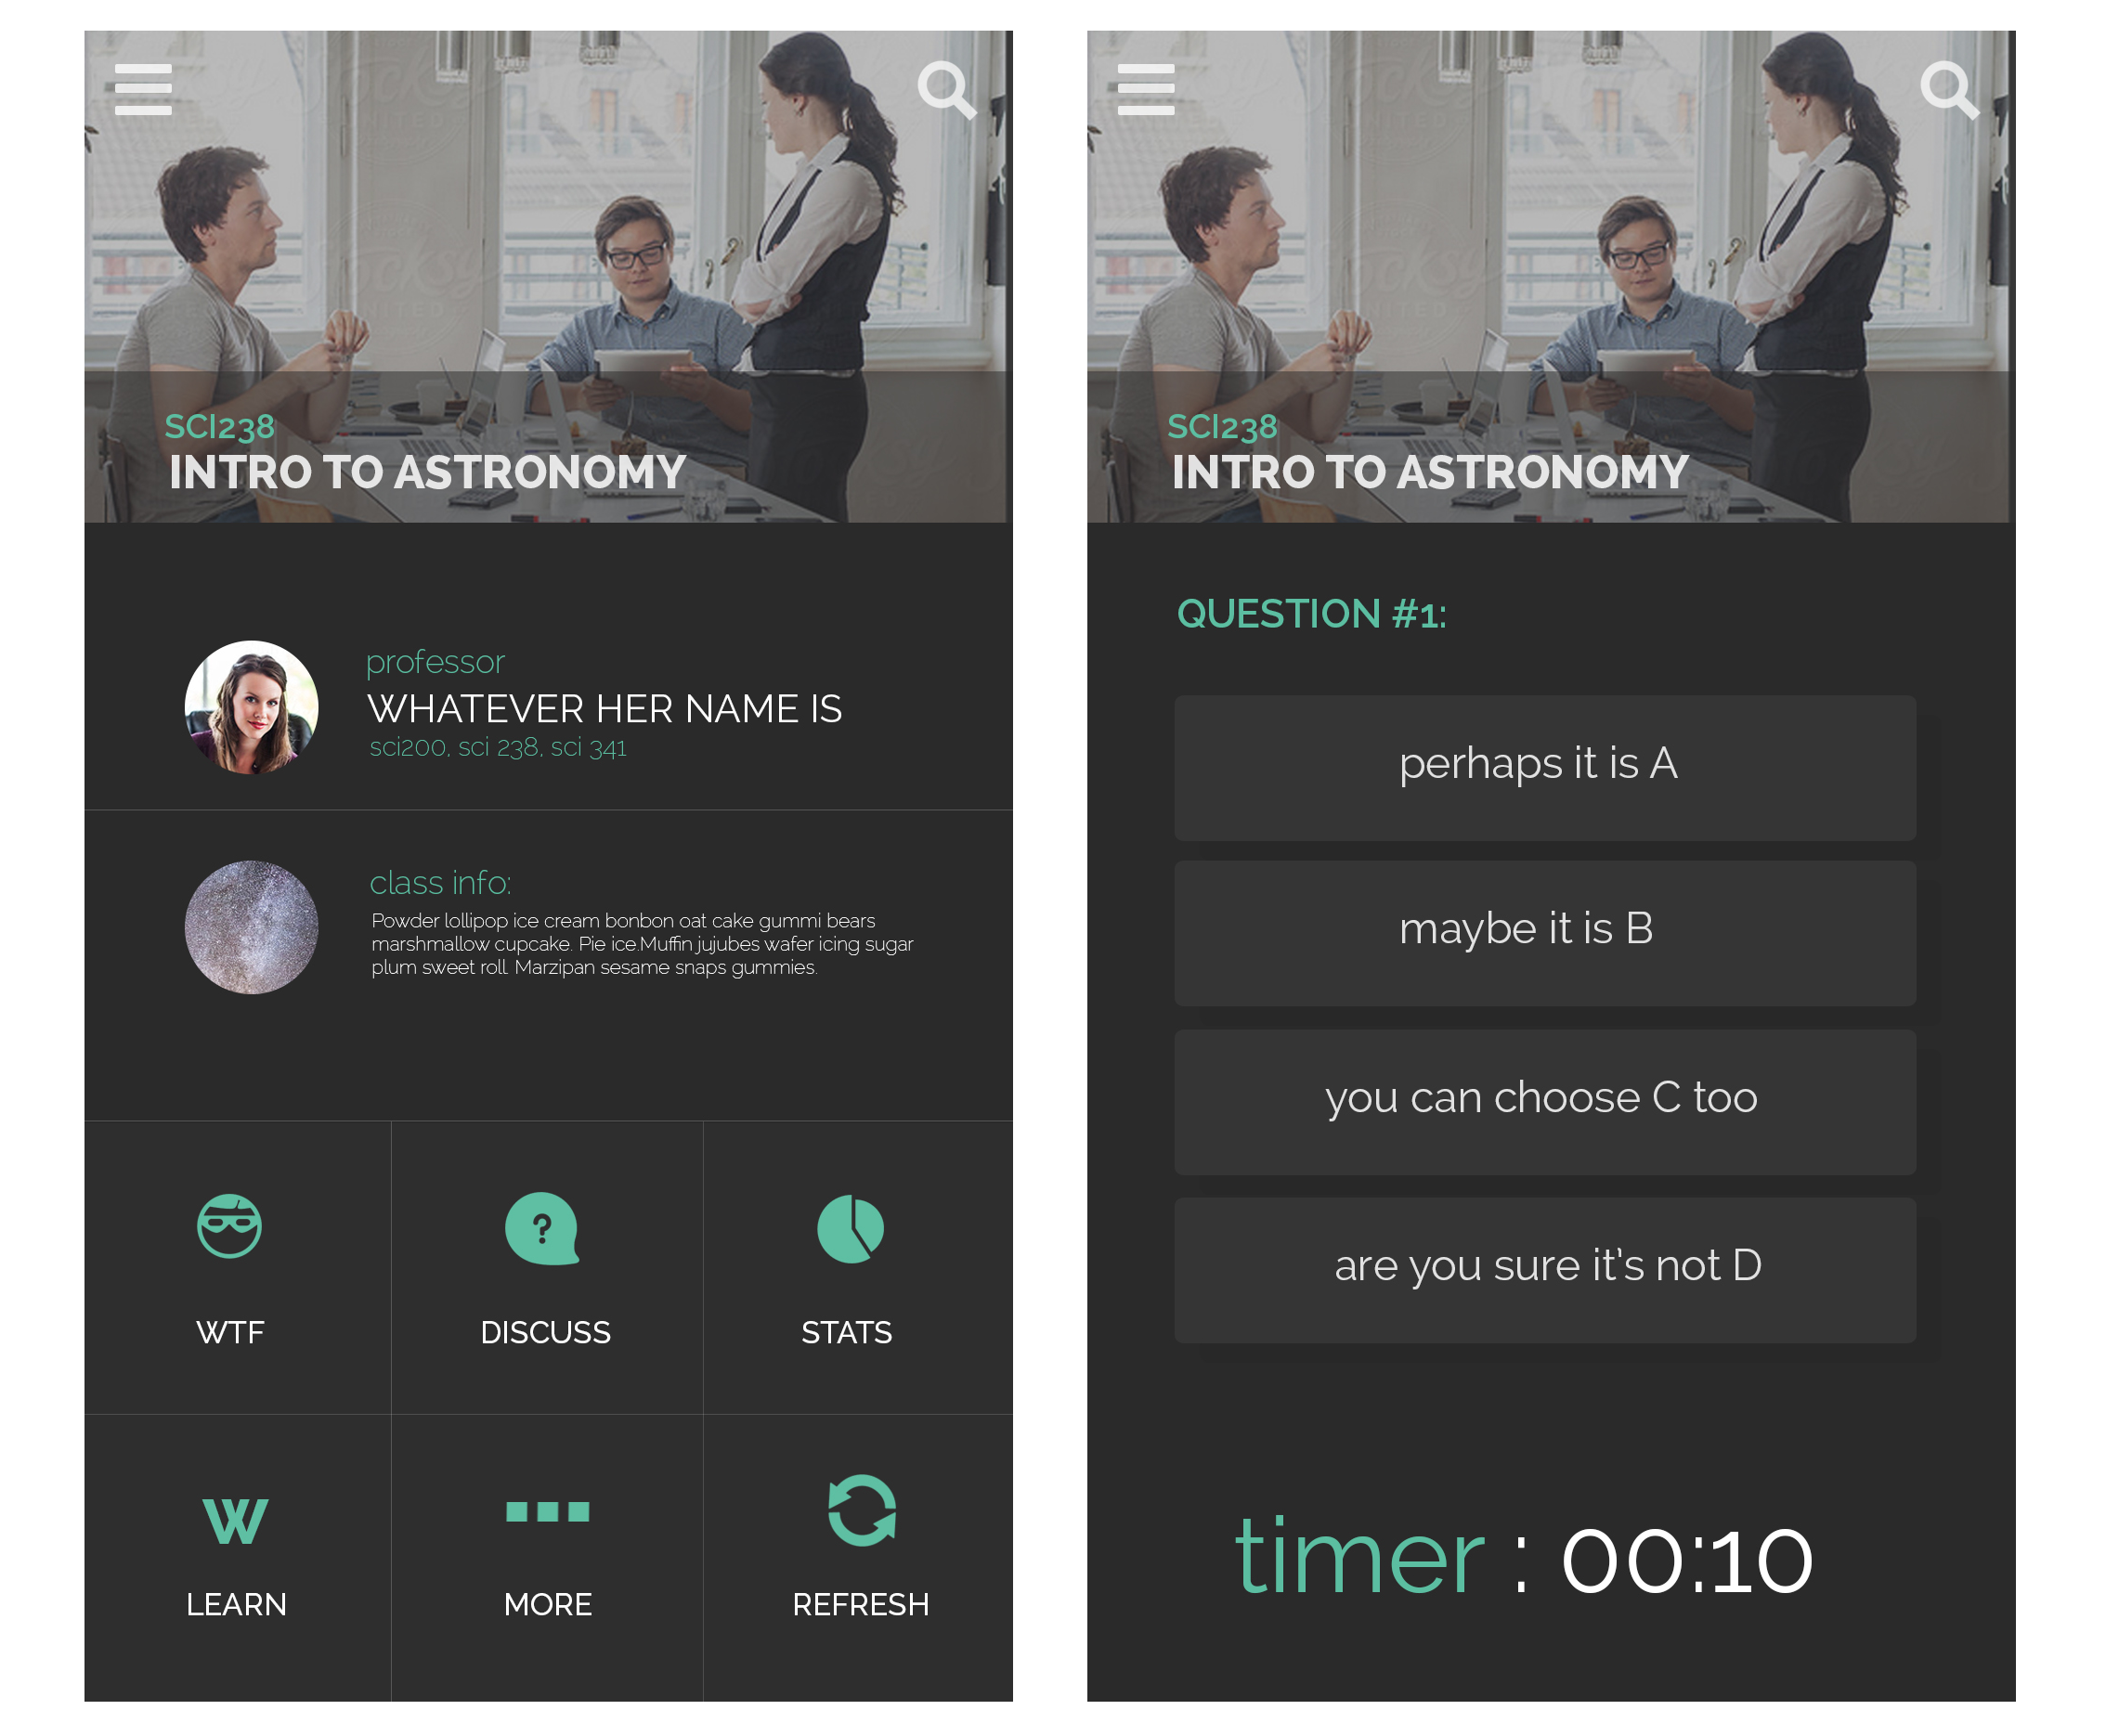 SCI238
INTRO TO ASTRONOMY
professor
WHATEVER HER NAME IS
sci200, sci 238, sci 341
class info:
Powder lollipop ice cream bonbon oat cake gummi bears
marshmallow cupcake. Pie ice.Muffin jujubes wafer icing sugar
plum sweet roll. Marzipan sesame snaps gummies.
WTF
DISCUSS
STATS
W
LEARN
MORE
REFRESH
SCI238
INTRO TO ASTRONOMY
QUESTION #1:
perhaps it is A
maybe it is B
you can choose C too
are you sure it's not D
timer : 00:10